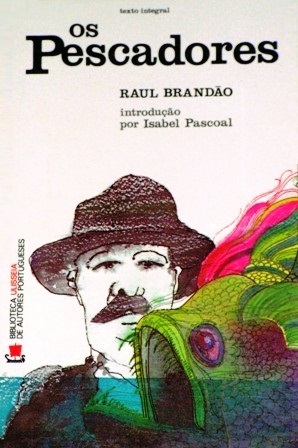 texto integral
os
Pescadores
RAUL BRANDÃO
introdução
por Isabel Pascoal
BIBLIOTECA ULISSEIA
DE AUTORES PORTUGUESES